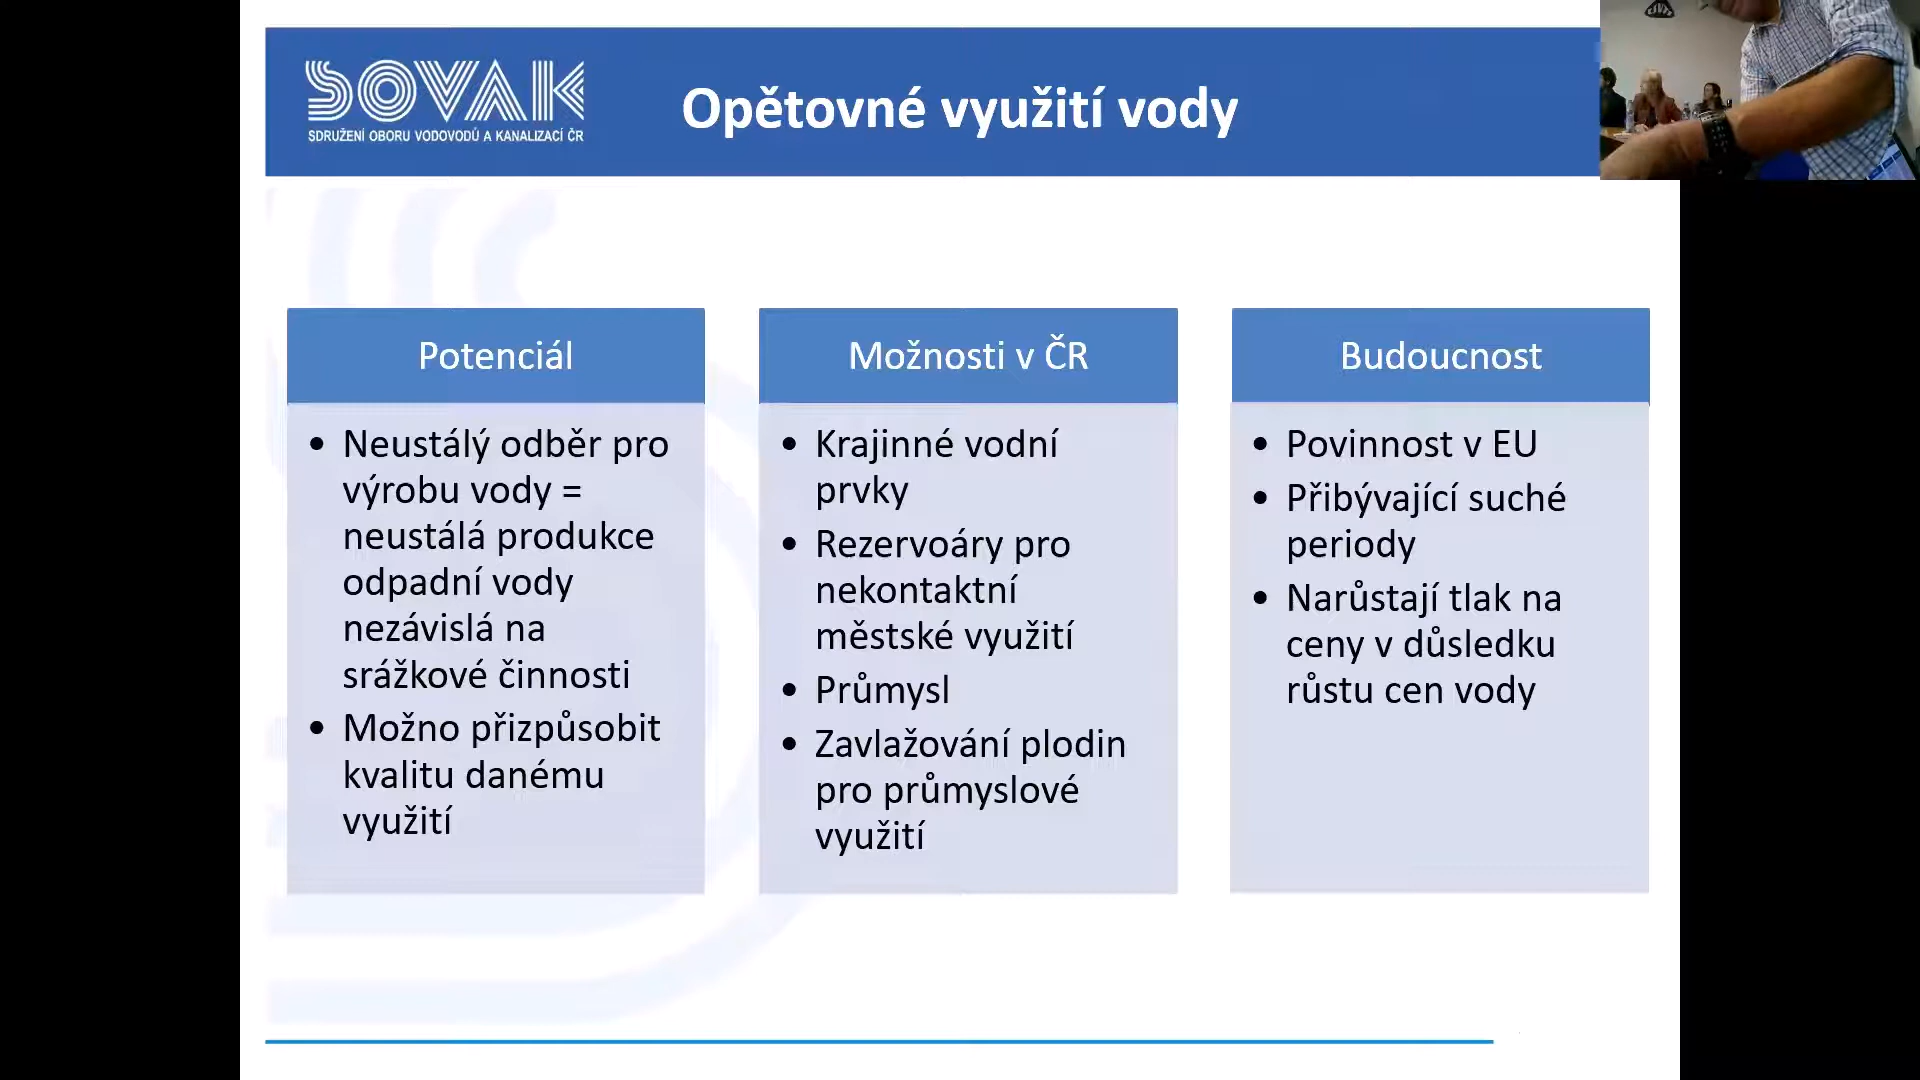 SOVAK
SDRUŽENÍ OBORU VODOVODŮ A KANALIZACÍ ČR
Opětovné využití vody
Potenciál
• Neustálý odběr pro
výrobu vody =
neustálá produkce
odpadní vody
nezávislá na
srážkové činnosti
• Možno přizpůsobit
kvalitu danému
využití
Možnosti v ČR
• Krajinné vodní
prvky
• Rezervoáry pro
nekontaktní
městské využití
• Průmysl
• Zavlažování plodin
pro průmyslové
využití
Budoucnost
• Povinnost v EU
• Přibývající suché
periody
• Narůstají tlak na
ceny v důsledku
růstu cen vody